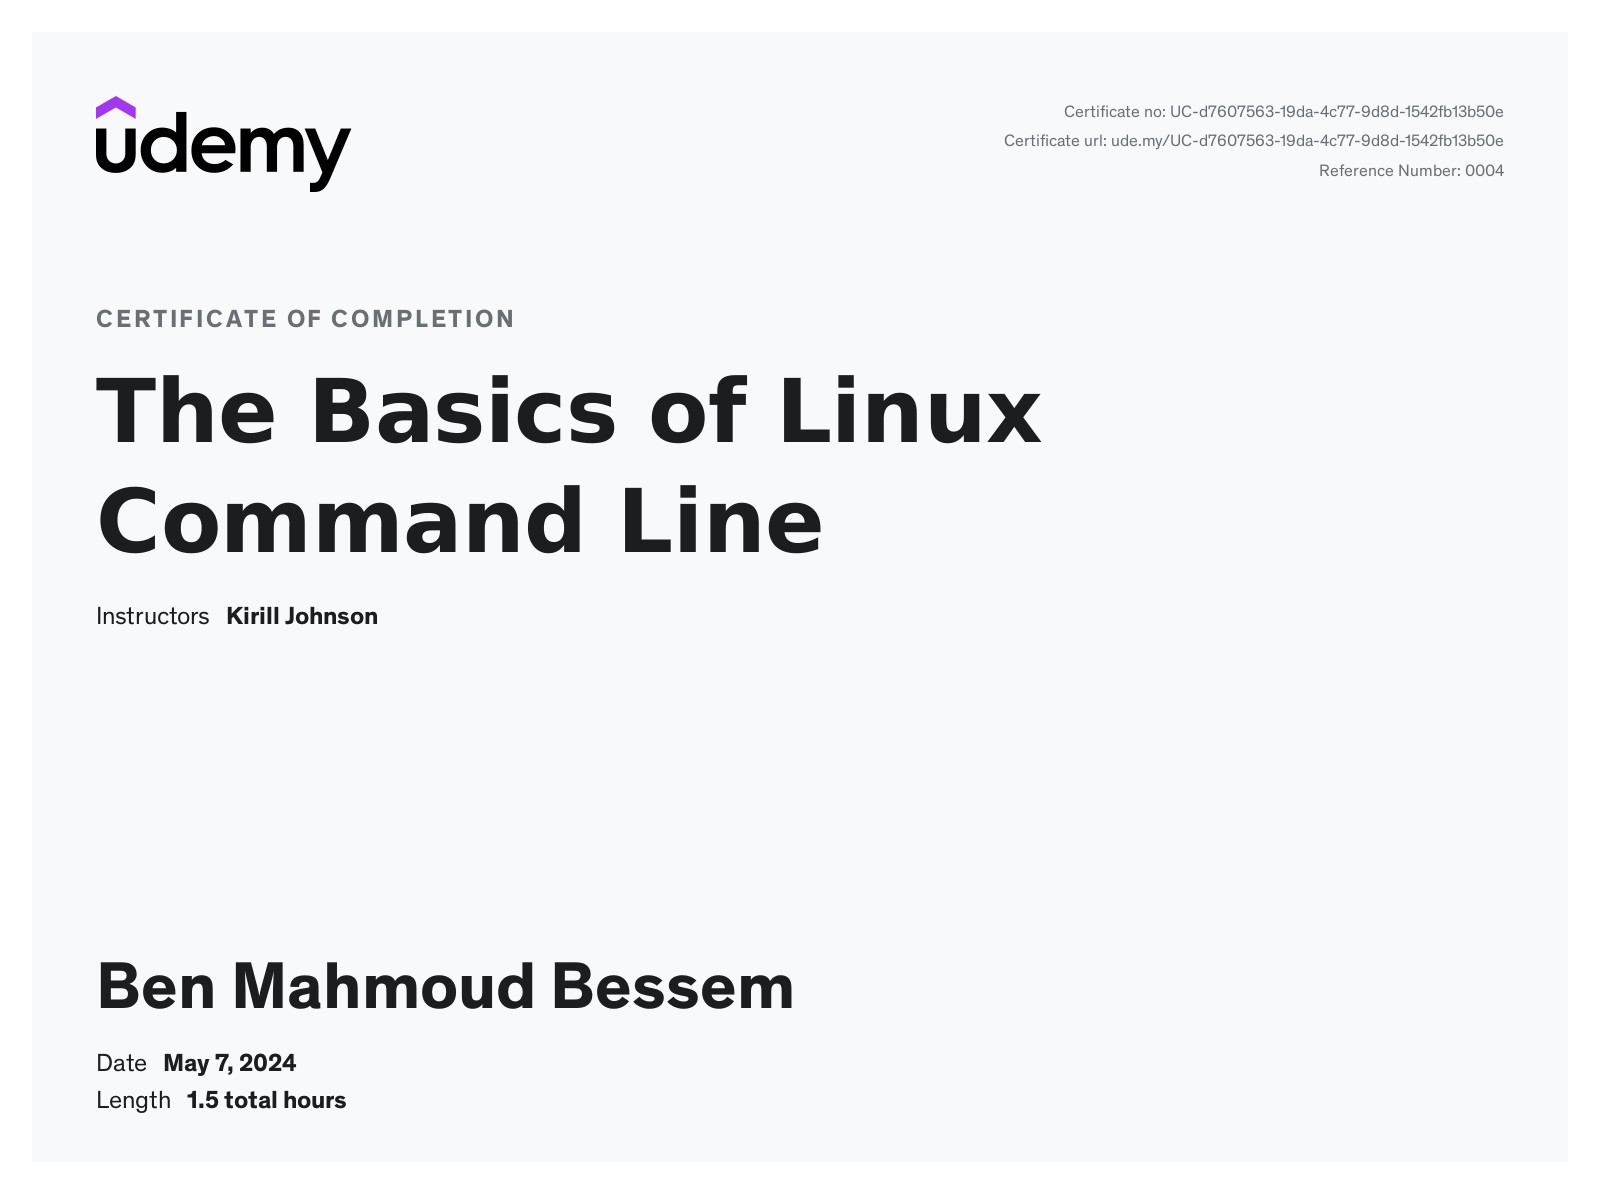 udemy
Certificate no: UC-d7607563-19da-4c77-9d8d-1542fb13b50e
Certificate url: ude.my/UC-d7607563-19da-4c77-9d8d-1542fb13b50e
Reference Number: 0004
CERTIFICATE OF COMPLETION
The Basics of Linux
Command Line
Instructors Kirill Johnson
Ben Mahmoud Bessem
Date May 7, 2024
Length 1.5 total hours